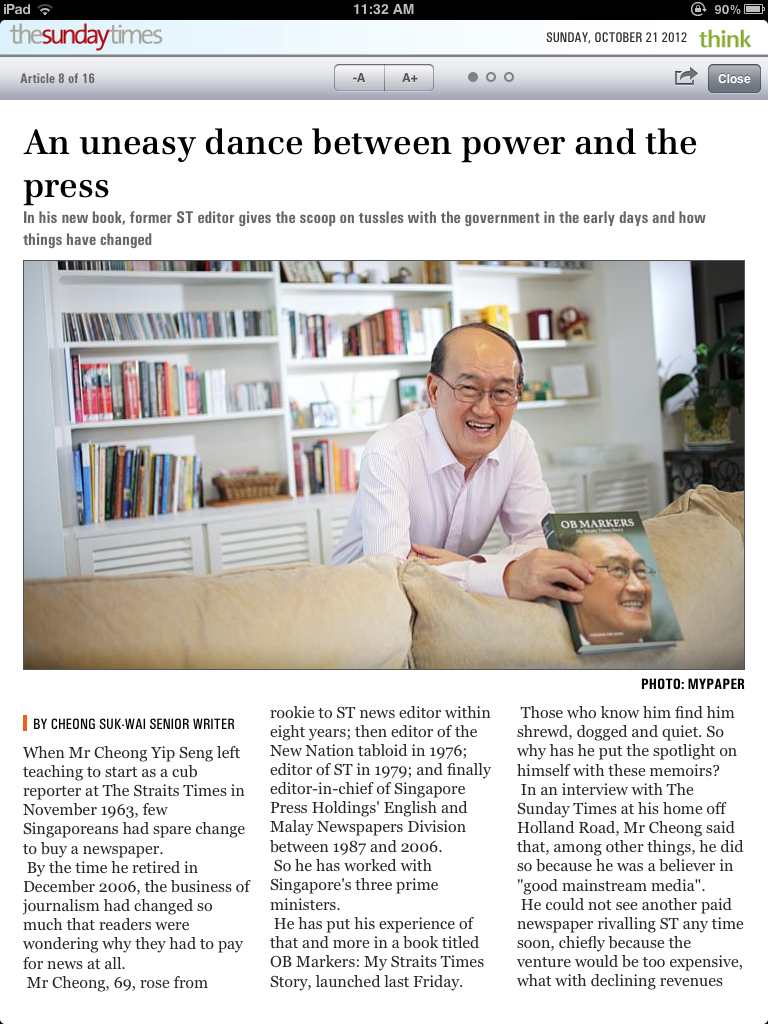 iPad 11:32 AM 90%
thesundaytimes SUNDAY, OCTOBER 21 2012 think
Article 8 of 16 -A A+ Close
An uneasy dance between power and the
press
In his new book, former ST editor gives the scoop on tussles with the government in the early days and how
things have changed
OB MARKERS
My Straits Times Story
PHOTO: MYPAPER
BY CHEONG SUK-WAI SENIOR WRITER
When Mr Cheong Yip Seng left
teaching to start as a cub
reporter at The Straits Times in
November 1963, few
Singaporeans had spare change
to buy a newspaper.
By the time he retired in
December 2006, the business of
journalism had changed so
much that readers were
wondering why they had to pay
for news at all.
Mr Cheong, 69, rose from
rookie to ST news editor within
eight years; then editor of the
New Nation tabloid in 1976;
editor of ST in 1979; and finally
editor-in-chief of Singapore
Press Holdings' English and
Malay Newspapers Division
between 1987 and 2006.
So he has worked with
Singapore's three prime
ministers.
He has put his experience of
that and more in a book titled
OB Markers: My Straits Times
Story, launched last Friday.
Those who know him find him
shrewd, dogged and quiet. So
why has he put the spotlight on
himself with these memoirs?
In an interview with The
Sunday Times at his home off
Holland Road, Mr Cheong said
that, among other things, he did
so because he was a believer in
"good mainstream media".
He could not see another paid
newspaper rivalling ST any time
soon, chiefly because the
venture would be too expensive,
what with declining revenues